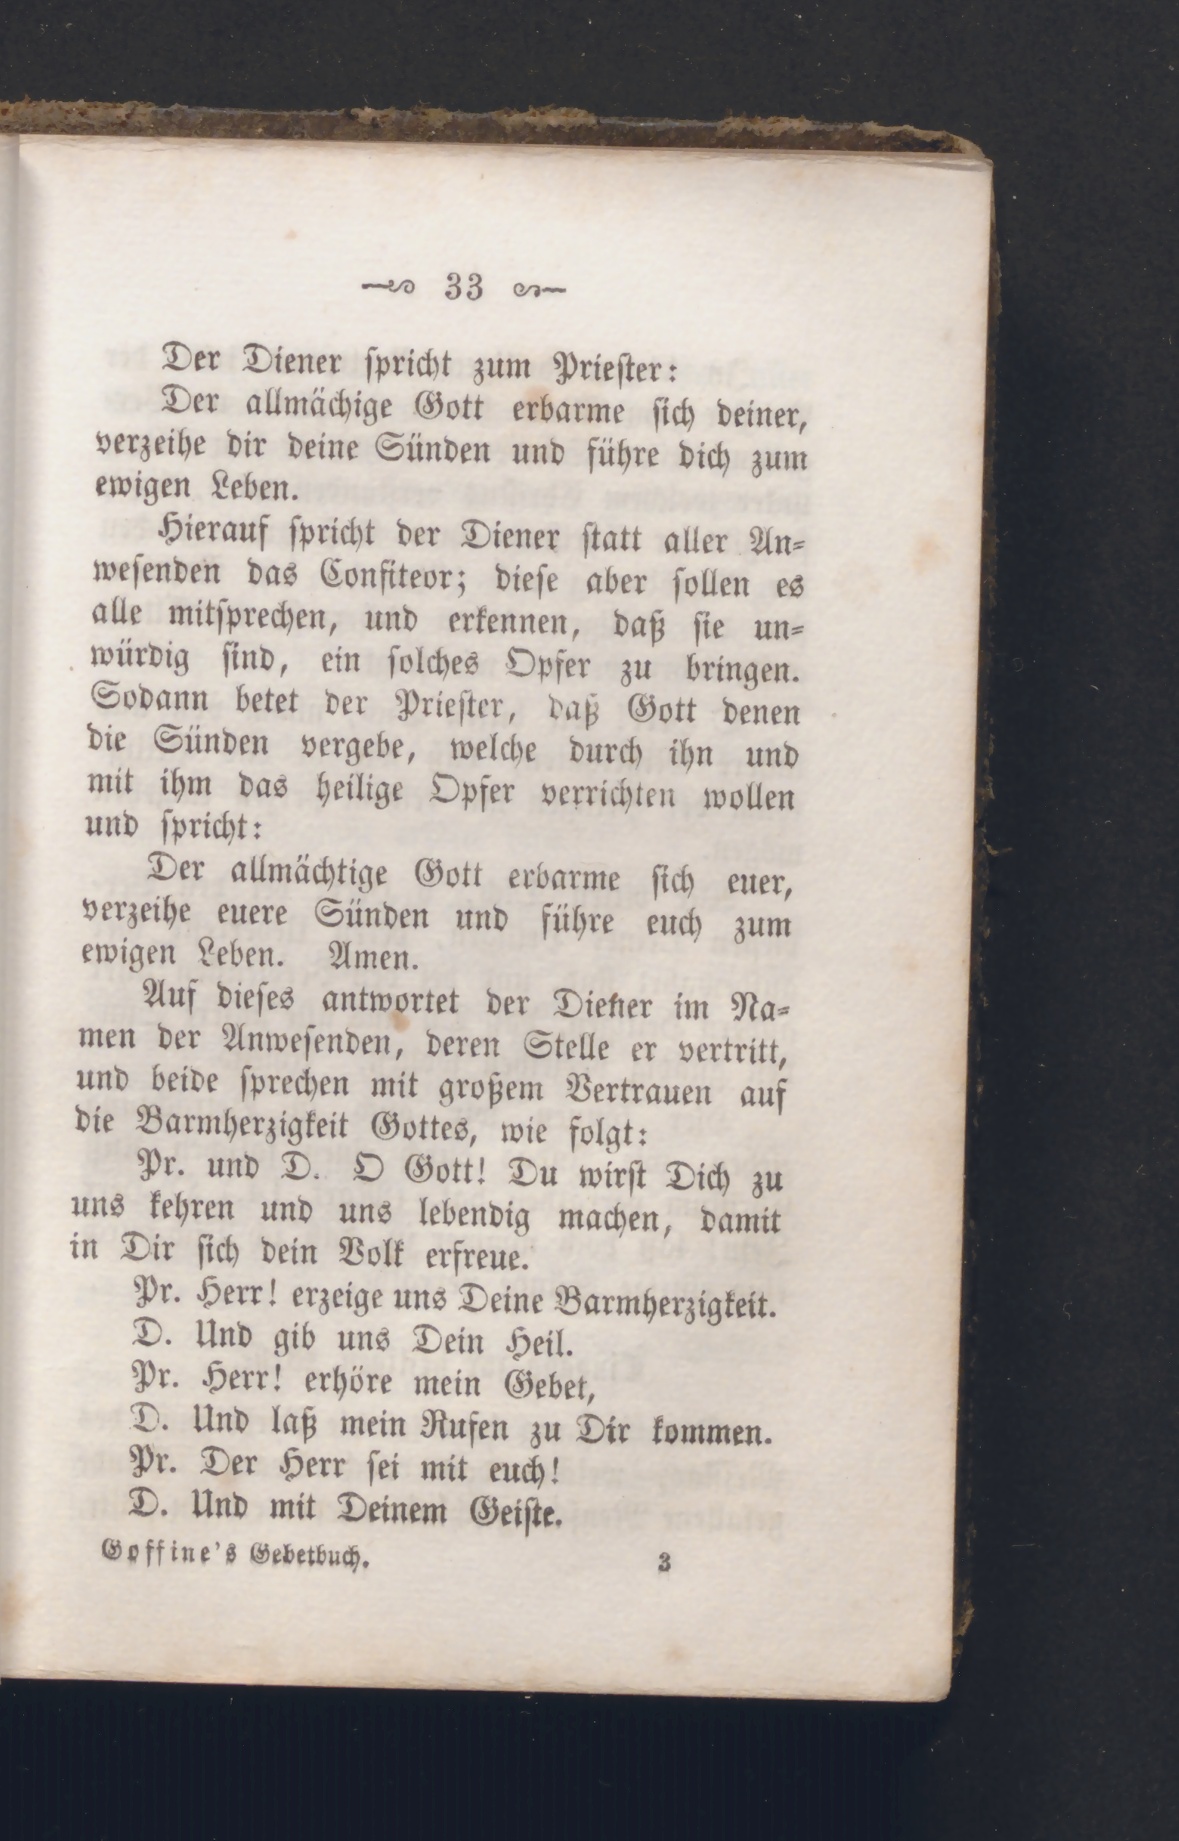 33
Der Diener spricht zum Priester:
Der allmächige Gott erbarme sich deiner,
verzeihe dir deine Sünden und führe dich zum
ewigen Leben.
Hierauf spricht der Diener statt aller An-
wesenden das Confiteor; diese aber sollen es
alle mitsprechen, und erkennen, daß sie un-
würdig sind, ein solches Opfer zu bringen.
Sodann betet der Priester, daß Gott denen
die Sünden vergebe, welche durch ihn und
mit ihm das heilige Opfer verrichten wollen
und spricht:
Der allmächtige Gott erbarme sich euer,
verzeihe euere Sünden und führe euch zum
ewigen Leben. Amen.
Auf dieses antwortet der Diener im Na-
men der Anwesenden, deren Stelle er vertritt,
und beide sprechen mit großem Vertrauen auf
die Barmherzigkeit Gottes, wie folgt:
Pr. und D. O Gott! Du wirst Dich zu
uns kehren und uns lebendig machen, damit
in Dir sich dein Volk erfreue.
Pr. Herr! erzeige uns Deine Barmherzigkeit.
D. Und gib uns Dein Heil.
Pr. Herr! erhöre mein Gebet,
D. Und laß mein Rufen zu Dir kommen.
Pr. Der Herr sei mit euch!
D. Und mit Deinem Geiste.
Goffine's Gebetbuch. 3